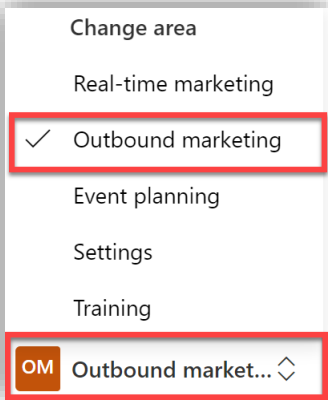 Change area
Real-time marketing
Outbound marketing
Event planning
Settings
Training
OM Outbound market...